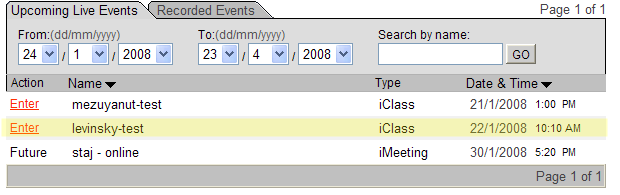 Upcoming Live Events Recorded Events Page 1 of 1
From:(dd/mm/yyyy) To:(dd/mm/yyyy) Search by name:
24 / 1 / 2008 23 / 4 / 2008 GO
Action Name Type Date & Time
Enter mezuyanut-test iClass 21/1/2008 1:00 PM
Enter levinsky-test iClass 22/1/2008 10:10 AM
Future staj - online iMeeting 30/1/2008 5:20 PM
Page 1 of 1